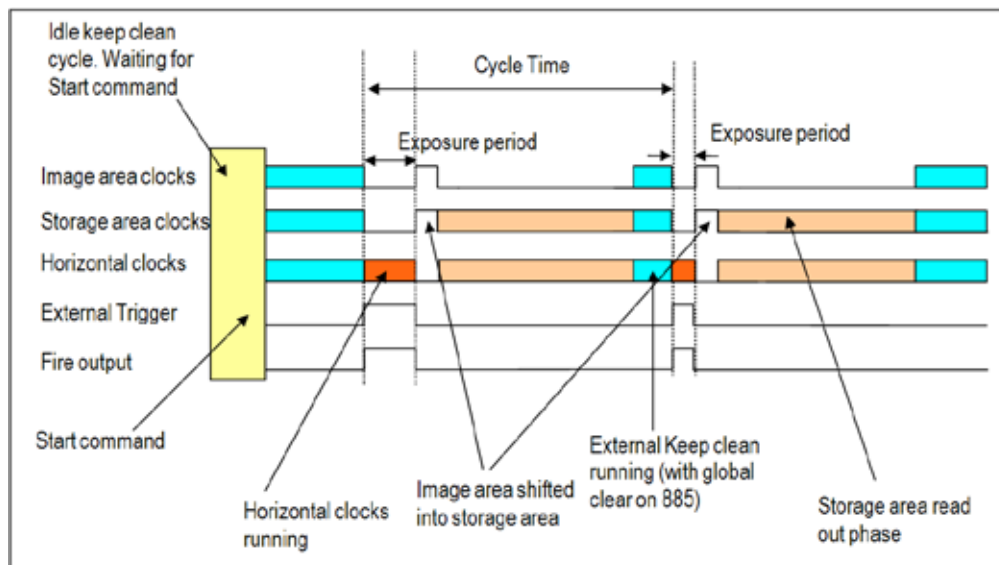 Idle keep clean
cycle. Waiting for
Start command
Cycle Time
Exposure period
Exposure period
Image area clocks
Storage area clocks
Horizontal clocks
External Trigger
Fire output
Start command
Horizontal clocks
running
Image area shifted
into storage area
External Keep clean
running (with global
clear on 885)
Storage area read
out phase